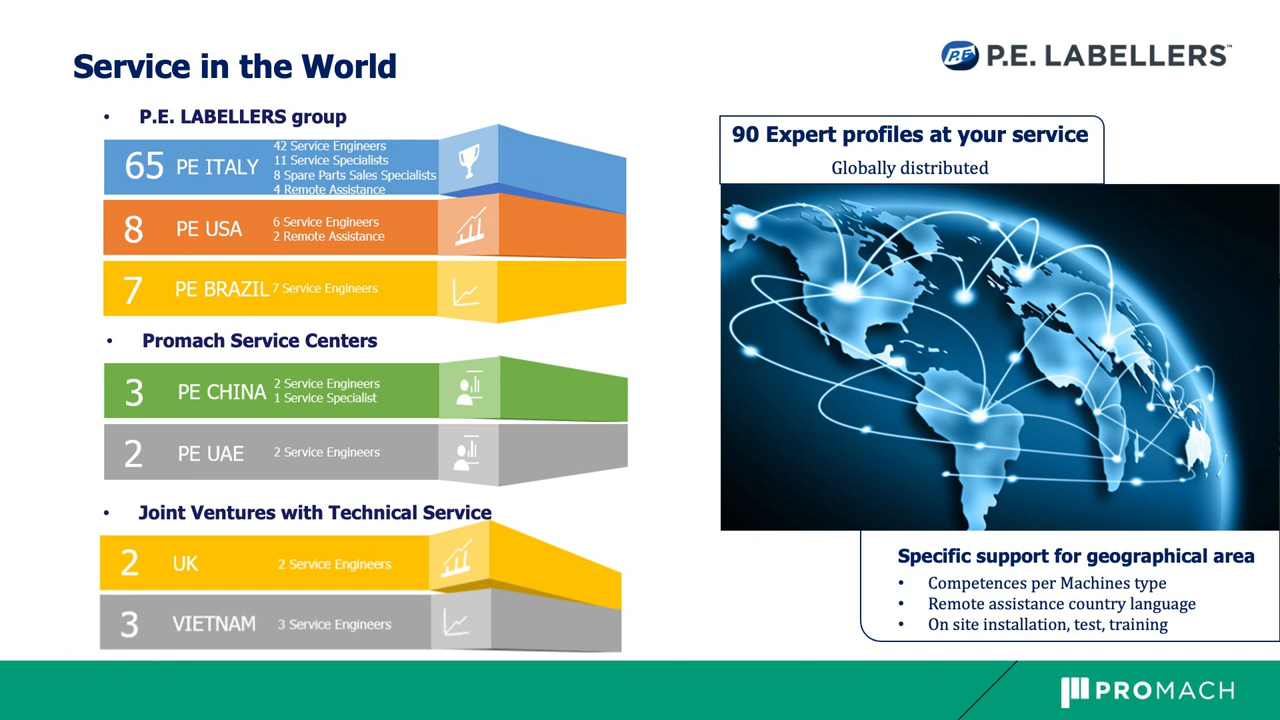 Service in the World
P.E. P.E. LABELLERS™
• P.E. LABELLERS group
65 PE ITALY
42 Service Engineers
11 Service Specialists
8 Spare Parts Sales Specialists
4 Remote Assistance
8 PE USA
6 Service Engineers
2 Remote Assistance
7 PE BRAZIL 7 Service Engineers
• Promach Service Centers
3 PE CHINA
2 Service Engineers
1 Service Specialist
2 PE UAE 2 Service Engineers
• Joint Ventures with Technical Service
2 UK 2 Service Engineers
3 VIETNAM 3 Service Engineers
90 Expert profiles at your service
Globally distributed
Specific support for geographical area
• Competences per Machines type
• Remote assistance country language
• On site installation, test, training
PROMACH